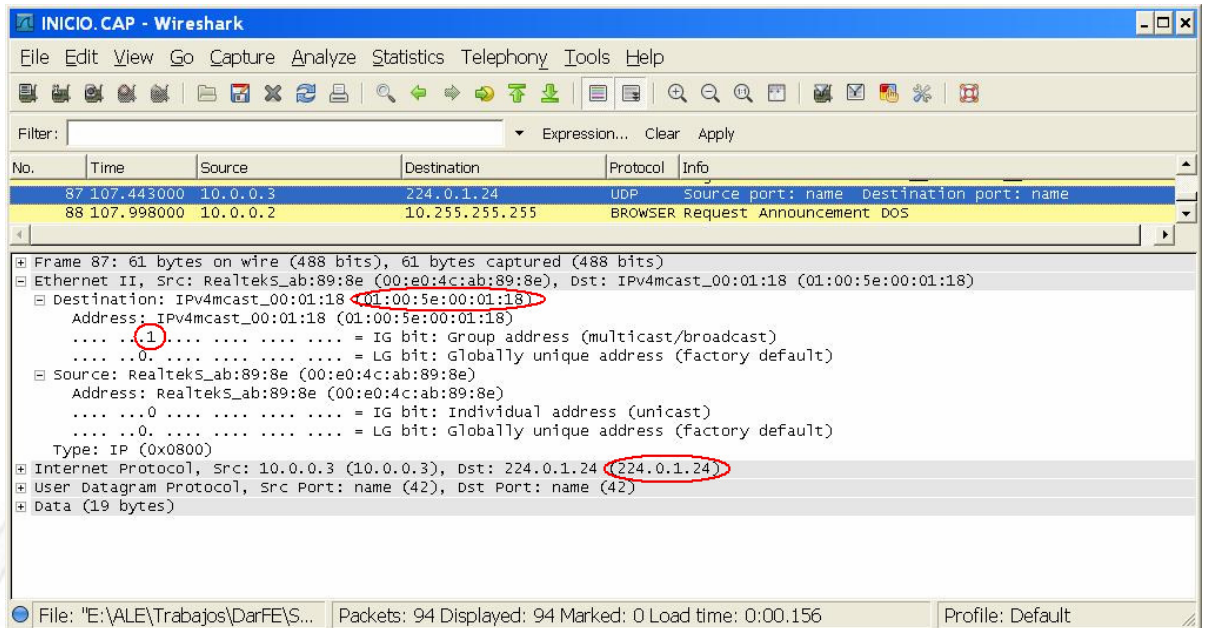 INICIO.CAP - Wireshark
File Edit View Go Capture Analyze Statistics Telephony Tools Help
Filter: Expression... Clear Apply
No. Time Source Destination Protocol Info
87 107.443000 10.0.0.3 224.0.1.24 UDP Source port: name Destination port: name
88 107.998000 10.0.0.2 10.255.255.255 BROWSER Request Announcement DOS
Frame 87: 61 bytes on wire (488 bits), 61 bytes captured (488 bits)
Ethernet II, Src: RealtekS_ab:89:8e (00:e0:4c:ab:89:8e), Dst: IPv4mcast_00:01:18 (01:00:5e:00:01:18)
Destination: IPv4mcast_00:01:18 (01:00:5e:00:01:18)
Address: IPv4mcast_00:01:18 (01:00:5e:00:01:18)
.... ...1 .... .... .... .... = IG bit: Group address (multicast/broadcast)
.... ..0. .... .... .... .... = LG bit: Globally unique address (factory default)
Source: RealtekS_ab:89:8e (00:e0:4c:ab:89:8e)
Address: RealtekS_ab:89:8e (00:e0:4c:ab:89:8e)
.... ...0 .... .... .... .... = IG bit: Individual address (unicast)
.... ..0. .... .... .... .... = LG bit: Globally unique address (factory default)
Type: IP (0x0800)
Internet Protocol, Src: 10.0.0.3 (10.0.0.3), Dst: 224.0.1.24 (224.0.1.24)
User Datagram Protocol, Src Port: name (42), Dst Port: name (42)
Data (19 bytes)
File: "E:\ALE\Trabajos\DarFE\S... Packets: 94 Displayed: 94 Marked: 0 Load time: 0:00.156 Profile: Default